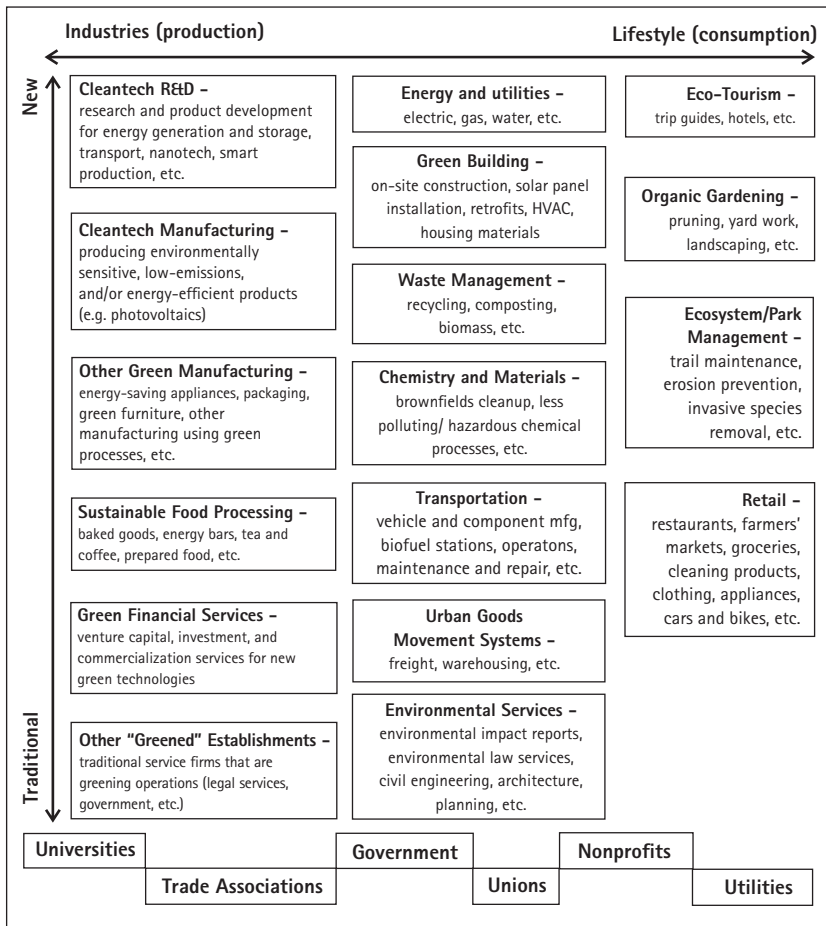 Industries (production)
Lifestyle (consumption)
New
Traditional
Cleantech R&D –
research and product development
for energy generation and storage,
transport, nanotech, smart
production, etc.
Cleantech Manufacturing –
producing environmentally
sensitive, low-emissions,
and/or energy-efficient products
(e.g. photovoltaics)
Other Green Manufacturing –
energy-saving appliances, packaging,
green furniture, other
manufacturing using green
processes, etc.
Sustainable Food Processing –
baked goods, energy bars, tea and
coffee, prepared food, etc.
Green Financial Services –
venture capital, investment, and
commercialization services for new
green technologies
Other “Greened” Establishments –
traditional service firms that are
greening operations (legal services,
government, etc.)
Energy and utilities –
electric, gas, water, etc.
Green Building –
on-site construction, solar panel
installation, retrofits, HVAC,
housing materials
Waste Management –
recycling, composting,
biomass, etc.
Chemistry and Materials –
brownfields cleanup, less
polluting/ hazardous chemical
processes, etc.
Transportation –
vehicle and component mfg,
biofuel stations, operatons,
maintenance and repair, etc.
Urban Goods
Movement Systems –
freight, warehousing, etc.
Environmental Services –
environmental impact reports,
environmental law services,
civil engineering, architecture,
planning, etc.
Eco-Tourism –
trip guides, hotels, etc.
Organic Gardening –
pruning, yard work,
landscaping, etc.
Ecosystem/Park
Management –
trail maintenance,
erosion prevention,
invasive species
removal, etc.
Retail –
restaurants, farmers’
markets, groceries,
cleaning products,
clothing, appliances,
cars and bikes, etc.
Universities
Trade Associations
Government
Unions
Nonprofits
Utilities